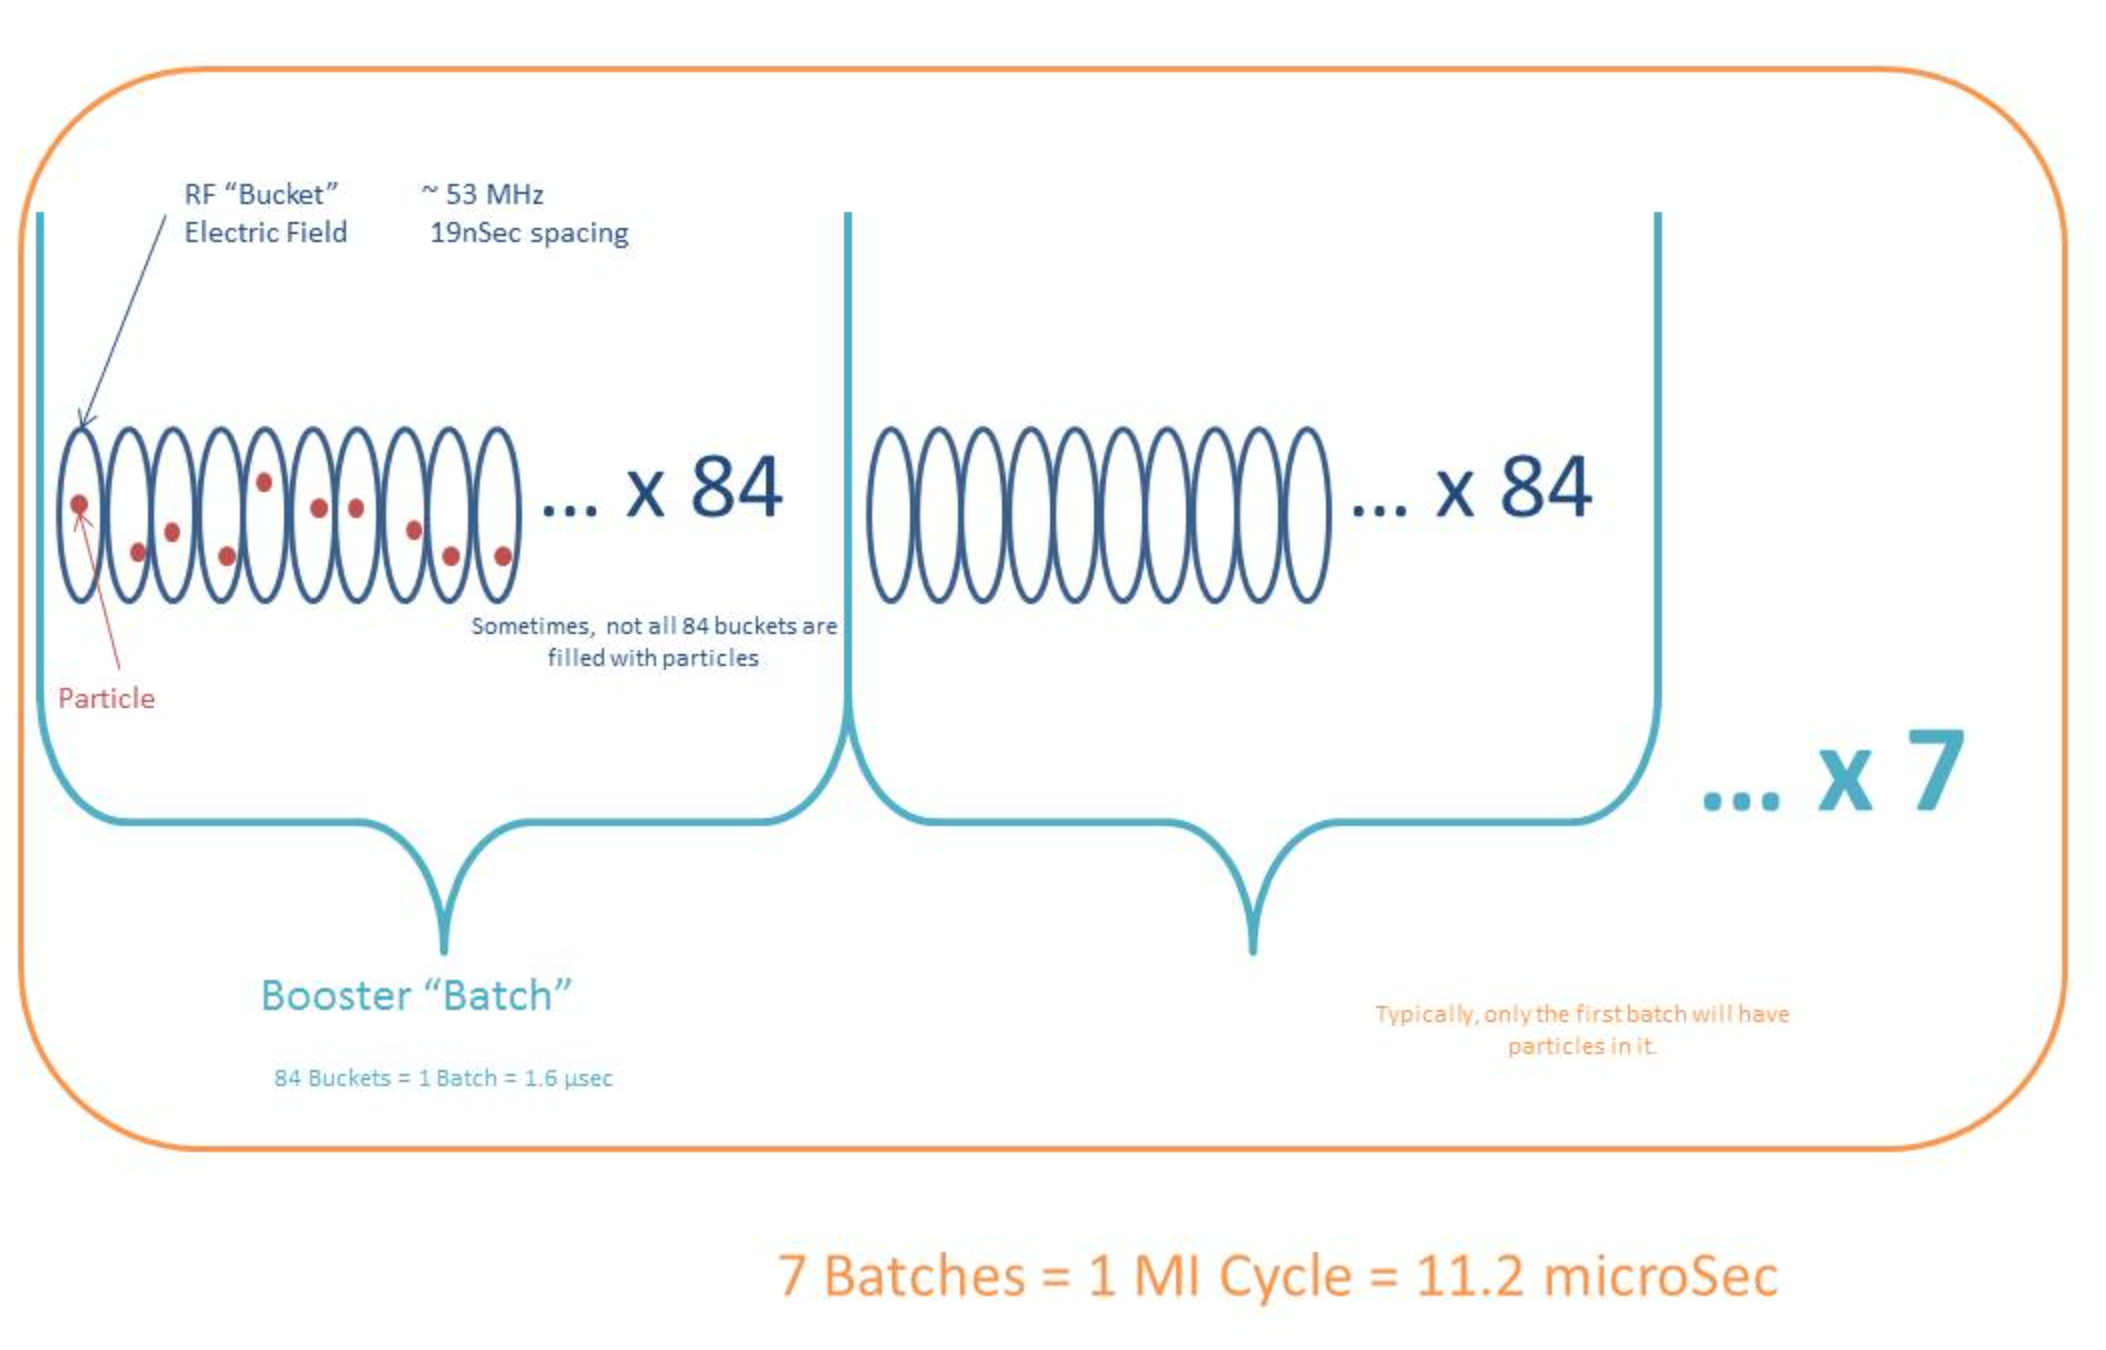 RF “Bucket” ~ 53 MHz
Electric Field 19nSec spacing
... x 84
... x 84
Sometimes, not all 84 buckets are
filled with particles
Particle
... x 7
Booster “Batch”
84 Buckets = 1 Batch = 1.6 μsec
Typically, only the first batch will have
particles in it.
7 Batches = 1 MI Cycle = 11.2 microSec